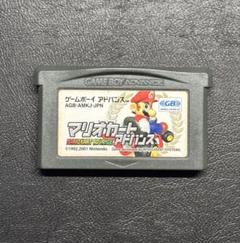 GAME BOY ADVANCE
ゲームボーイ アドバンス
AGB-AMKJ-JPN
マリオカート
アドバンス
©1992,2001 Nintendo